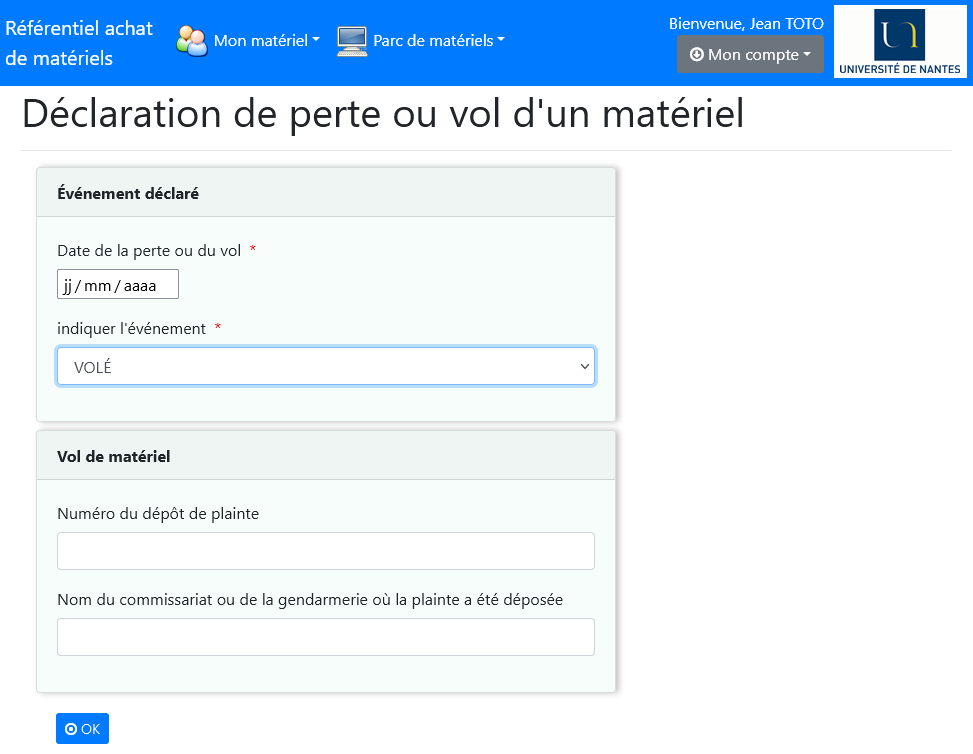 Référentiel achat
de matériels
Mon matériel
Parc de matériels
Bienvenue, Jean TOTO
Mon compte
UNIVERSITÉ DE NANTES
Déclaration de perte ou vol d'un matériel
Événement déclaré
Date de la perte ou du vol *
jj / mm / aaaa
indiquer l'événement *
VOLÉ
Vol de matériel
Numéro du dépôt de plainte
Nom du commissariat ou de la gendarmerie où la plainte a été déposée
OK